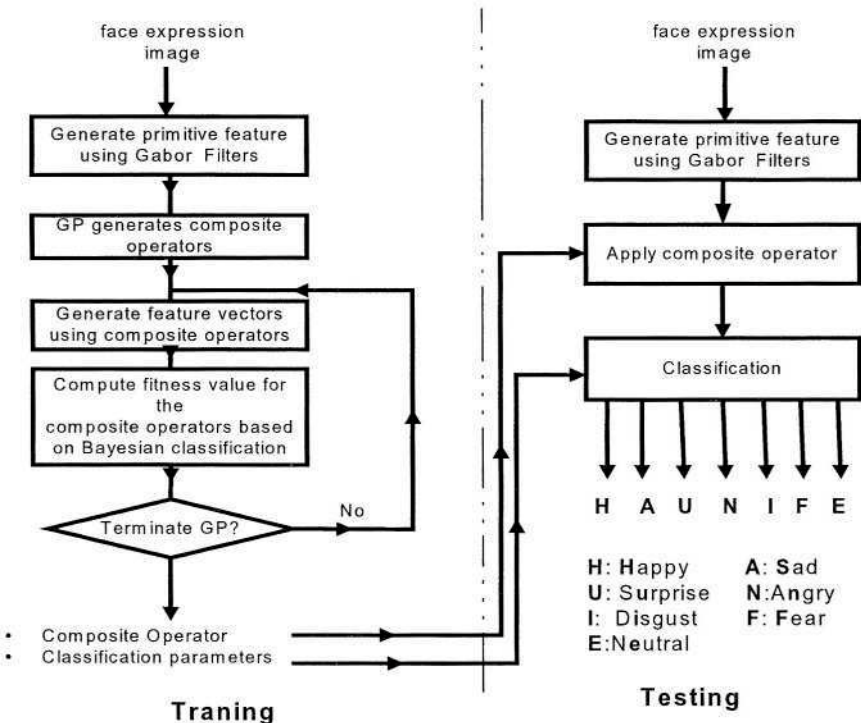 face expression
image
Generate primitive feature
using Gabor Filters
GP generates composite
operators
Generate feature vectors
using composite operators
Compute fitness value for
the
composite operators based
on Bayesian classification
Terminate GP?
No
• Composite Operator
• Classification parameters
Traning
face expression
image
Generate primitive feature
using Gabor Filters
Apply composite operator
Classification
H A U N I F E
H: Happy A: Sad
U: Surprise N:Angry
I: Disgust F: Fear
E:Neutral
Testing